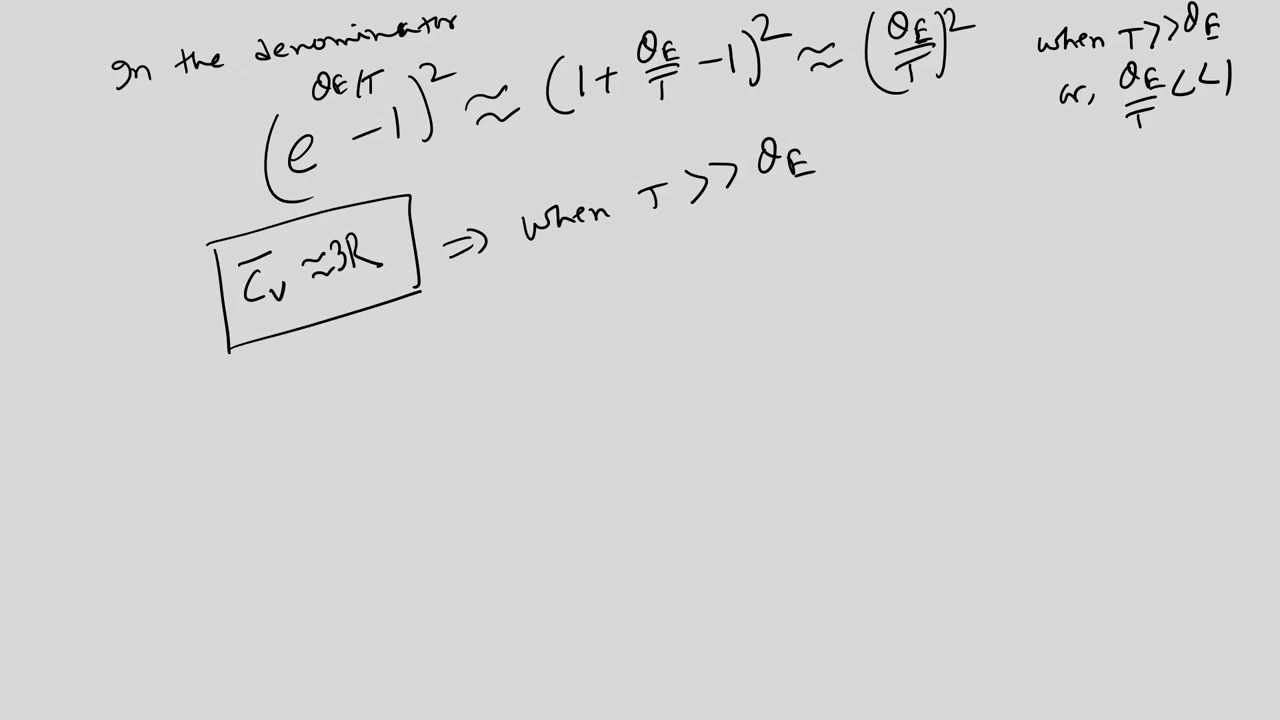 In the denominator
(e^{θE/T} −1)^2 ≈ (1+ θE/T −1)^2 ≈ (θE/T)^2 when T>>θE
or, θE/T <<1
C̅v ≈3R ⇒ when T >> θE